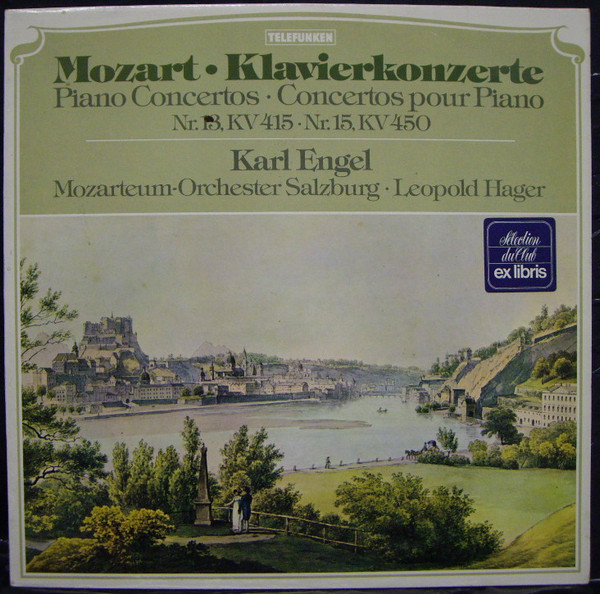 TELEFUNKEN
Mozart • Klavierkonzerte
Piano Concertos · Concertos pour Piano
Nr. 13, KV 415 · Nr. 15, KV 450
Karl Engel
Mozarteum-Orchester Salzburg · Leopold Hager
Sélection
du Club
ex libris